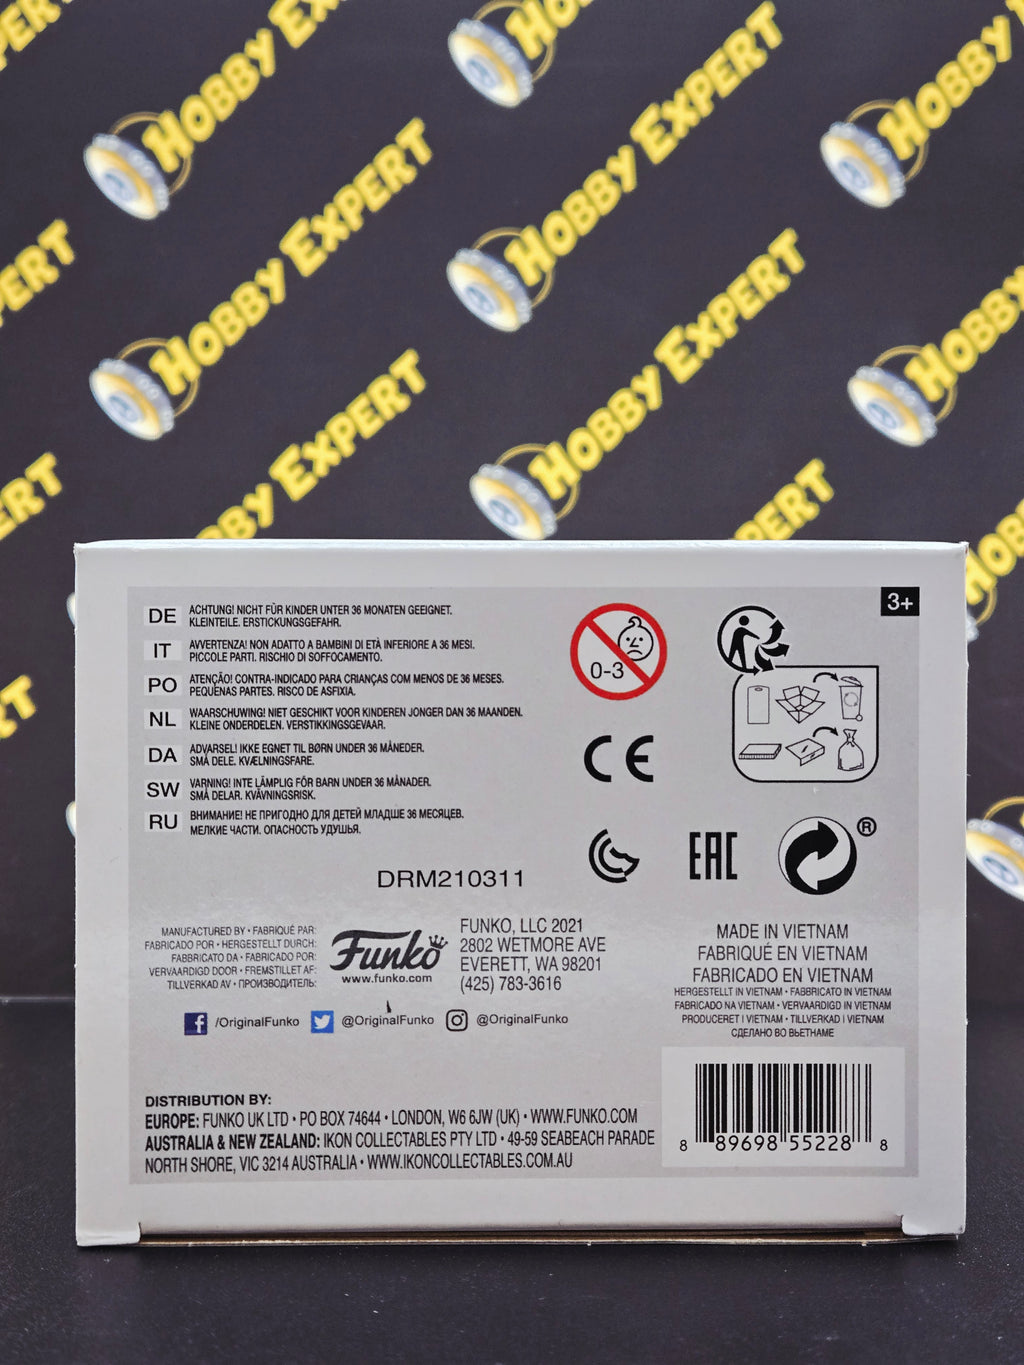 HOBBY EXPERT
HOBBY EXPERT
HOBBY EXPERT
HOBBY EXPERT
HOBBY EXPERT
HOBBY EXPERT
3+
DE ACHTUNG! NICHT FÜR KINDER UNTER 36 MONATEN GEEIGNET.
KLEINTEILE. ERSTICKUNGSGEFAHR.
IT AVVERTENZA! NON ADATTO A BAMBINI DI ETÀ INFERIORE A 36 MESI.
PICCOLE PARTI. RISCHIO DI SOFFOCAMENTO.
PO ATENÇÃO! CONTRA-INDICADO PARA CRIANÇAS COM MENOS DE 36 MESES.
PEQUENAS PARTES. RISCO DE ASFIXIA.
NL WAARSCHUWING! NIET GESCHIKT VOOR KINDEREN JONGER DAN 36 MAANDEN.
KLEINE ONDERDELEN. VERSTIKKINGSGEVAAR.
DA ADVARSEL! IKKE EGNET TIL BØRN UNDER 36 MÅNEDER.
SMÅ DELE. KVÆLNINGSFARE.
SW VARNING! INTE LÄMPLIG FÖR BARN UNDER 36 MÅNADER.
SMÅ DELAR. KVÄVNINGSRISK.
RU ВНИМАНИЕ! НЕ ПРИГОДНО ДЛЯ ДЕТЕЙ МЛАДШЕ 36 МЕСЯЦЕВ.
МЕЛКИЕ ЧАСТИ. ОПАСНОСТЬ УДУШЬЯ.
0-3
CE
EAC
®
DRM210311
MANUFACTURED BY • FABRIQUÉ PAR:
FABRICADO POR • HERGESTELLT DURCH:
FABBRICATO DA • FABRICADO POR:
VERVAARDIGD DOOR • FREMSTILLET AF:
TILLVERKAD AV • ПРОИЗВОДИТЕЛЬ:
Funko
www.funko.com
FUNKO, LLC 2021
2802 WETMORE AVE
EVERETT, WA 98201
(425) 783-3616
/OriginalFunko @OriginalFunko @OriginalFunko
MADE IN VIETNAM
FABRIQUÉ EN VIETNAM
FABRICADO EN VIETNAM
HERGESTELLT IN VIETNAM • FABBRICATO IN VIETNAM
FABRICADO NA VIETNAM • VERVAARDIGD IN VIETNAM
PRODUCERET I VIETNAM • TILLVERKAD I VIETNAM
СДЕЛАНО ВО ВЬЕТНАМЕ
DISTRIBUTION BY:
EUROPE: FUNKO UK LTD • PO BOX 74644 • LONDON, W6 6JW (UK) • WWW.FUNKO.COM
AUSTRALIA & NEW ZEALAND: IKON COLLECTABLES PTY LTD • 49-59 SEABEACH PARADE
NORTH SHORE, VIC 3214 AUSTRALIA • WWW.IKONCOLLECTABLES.COM.AU
8 89698 55228 8